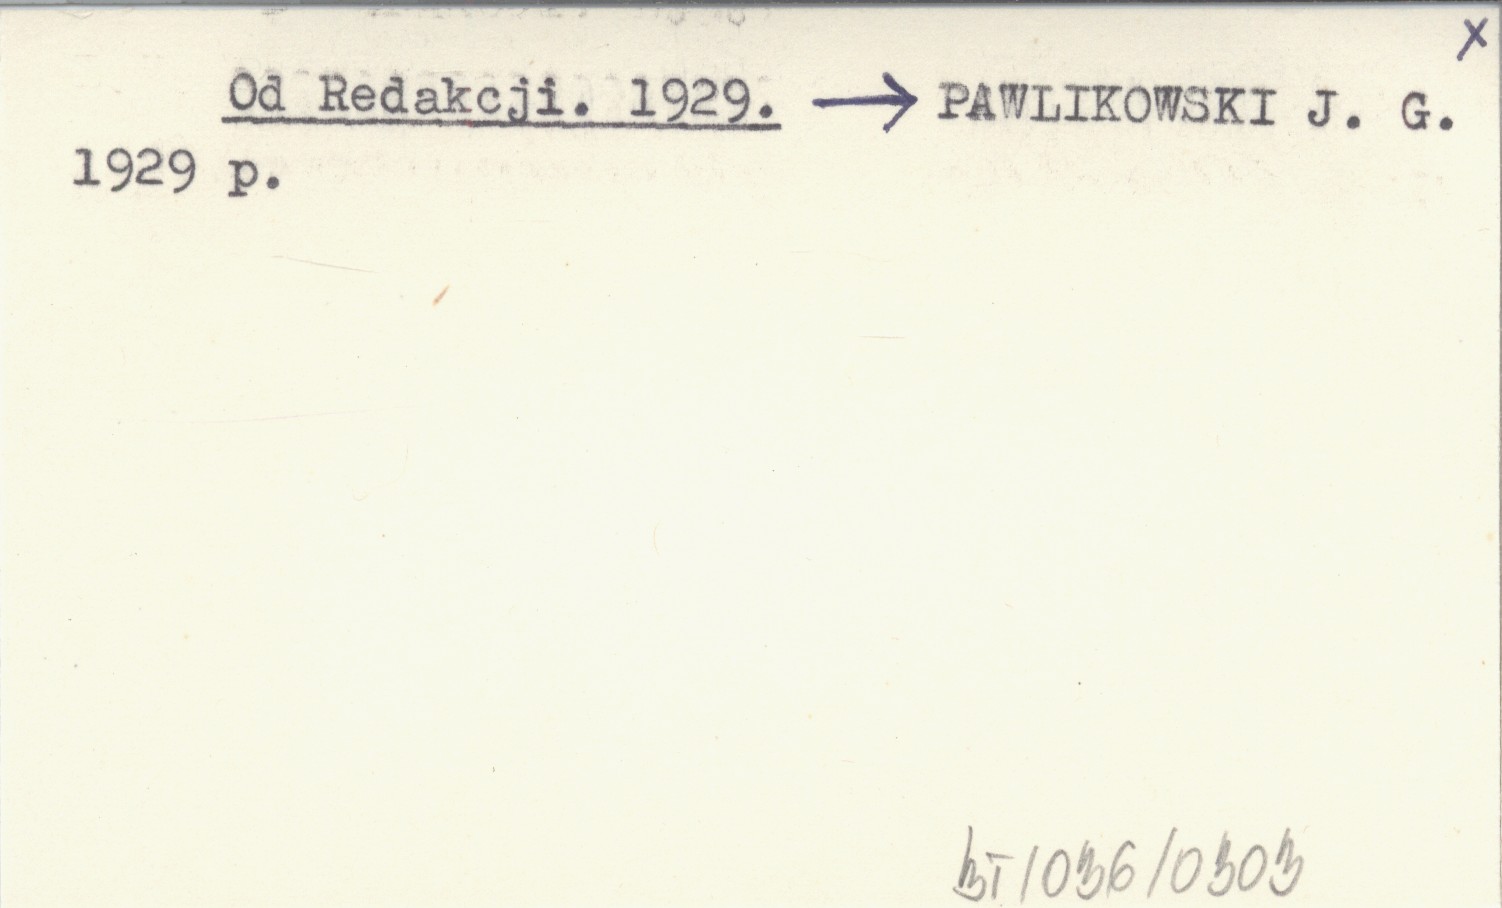 x
Od Redakcji. 1929. → PAWLIKOWSKI J. G.
1929 p.
BT/036/0303